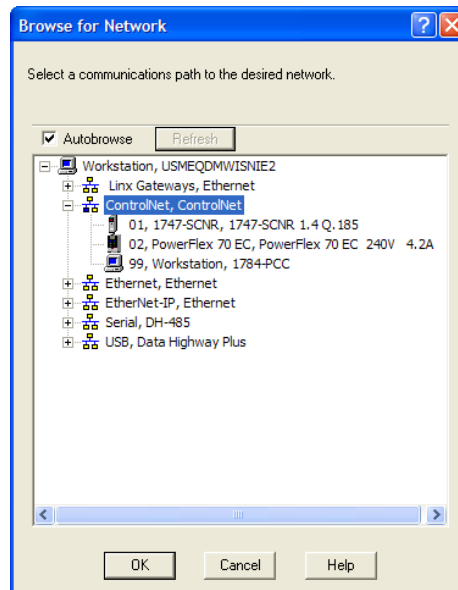 Browse for Network
Select a communications path to the desired network.
Autobrowse Refresh
Workstation, USMEQDMWISNIE2
Linx Gateways, Ethernet
ControlNet, ControlNet
01, 1747-SCNR, 1747-SCNR 1.4 Q.185
02, PowerFlex 70 EC, PowerFlex 70 EC 240V 4.2A
99, Workstation, 1784-PCC
Ethernet, Ethernet
EtherNet-IP, Ethernet
Serial, DH-485
USB, Data Highway Plus
OK Cancel Help